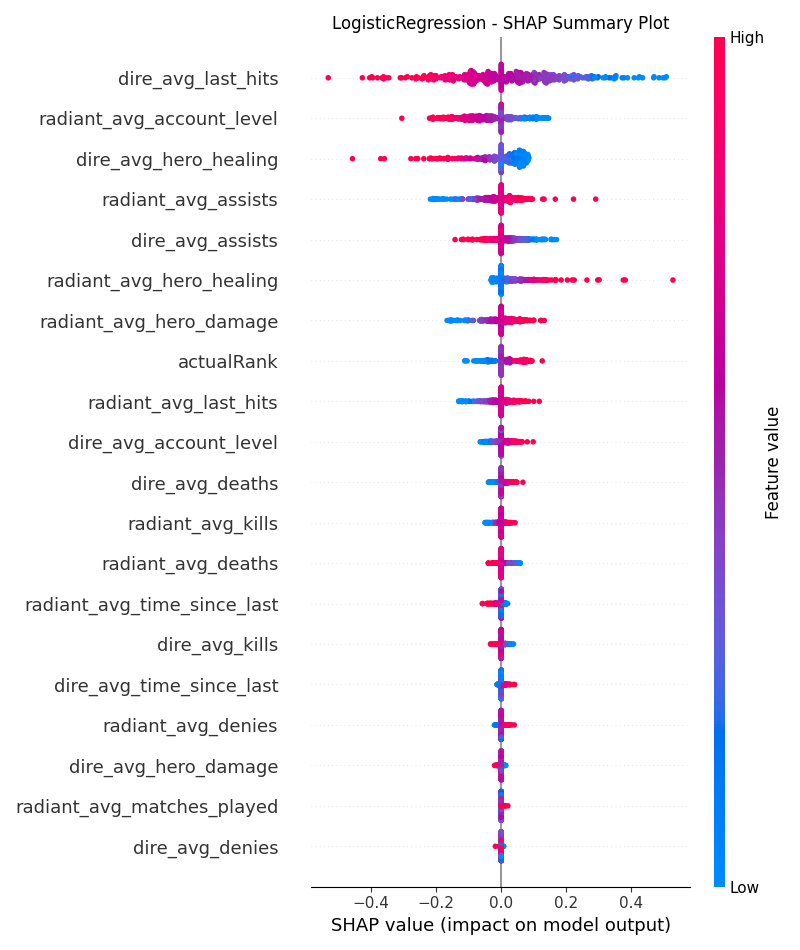 LogisticRegression - SHAP Summary Plot
High
dire_avg_last_hits
radiant_avg_account_level
dire_avg_hero_healing
radiant_avg_assists
dire_avg_assists
radiant_avg_hero_healing
radiant_avg_hero_damage
actualRank
radiant_avg_last_hits
dire_avg_account_level
dire_avg_deaths
radiant_avg_kills
radiant_avg_deaths
radiant_avg_time_since_last
dire_avg_kills
dire_avg_time_since_last
radiant_avg_denies
dire_avg_hero_damage
radiant_avg_matches_played
dire_avg_denies
Feature value
Low
−0.4 −0.2 0.0 0.2 0.4
SHAP value (impact on model output)